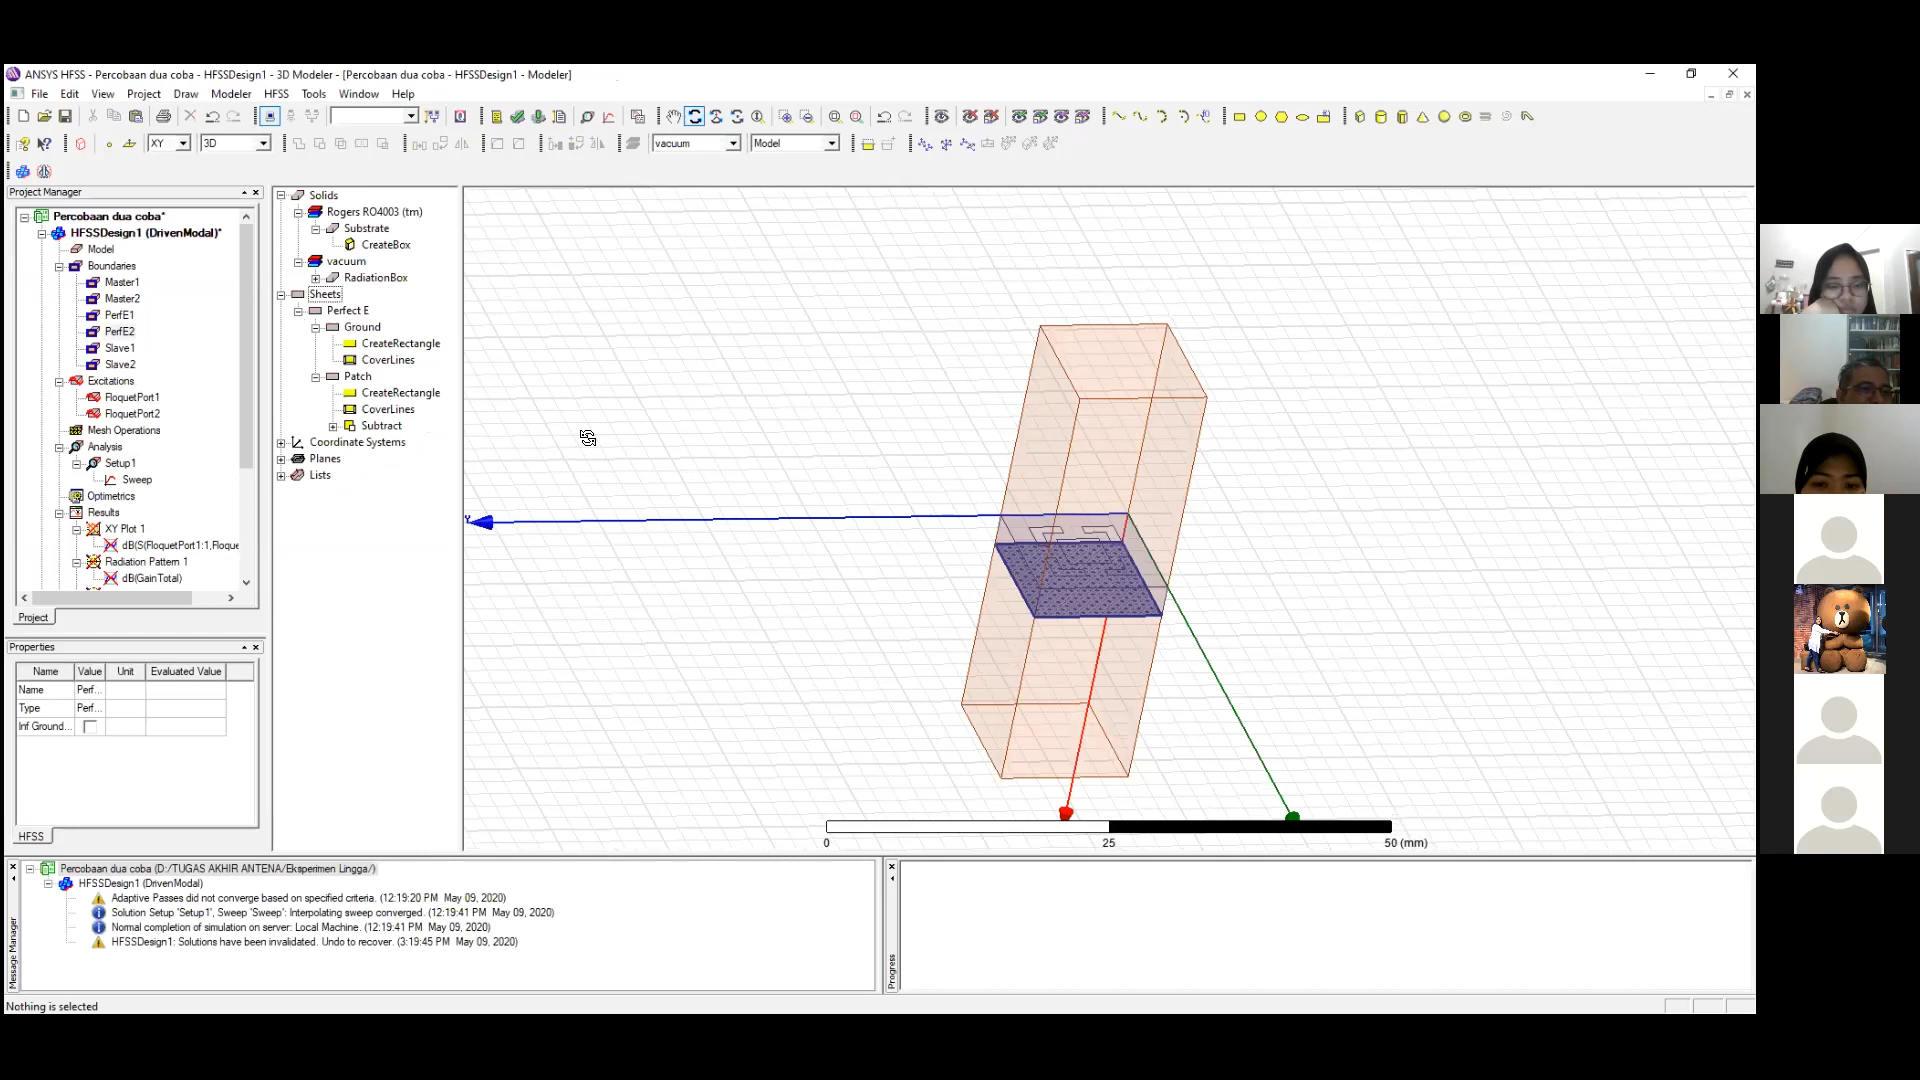 ANSYS HFSS - Percobaan dua coba - HFSSDesign1 - 3D Modeler - [Percobaan dua coba - HFSSDesign1 - Modeler]
File Edit View Project Draw Modeler HFSS Tools Window Help
XY 3D vacuum Model
Project Manager
Percobaan dua coba*
HFSSDesign1 (DrivenModal)*
Model
Boundaries
Master1
Master2
PerfE1
PerfE2
Slave1
Slave2
Excitations
FloquetPort1
FloquetPort2
Mesh Operations
Analysis
Setup1
Sweep
Optimetrics
Results
XY Plot 1
dB(S(FloquetPort1:1,Floque
Radiation Pattern 1
dB(GainTotal)
Project
Solids
Rogers RO4003 (tm)
Substrate
CreateBox
vacuum
RadiationBox
Sheets
Perfect E
Ground
CreateRectangle
CoverLines
Patch
CreateRectangle
CoverLines
Subtract
Coordinate Systems
Planes
Lists
Properties
Name Value Unit Evaluated Value
Name Perf...
Type Perf...
Inf Ground...
HFSS
Y
0 25 50 (mm)
Message Manager
Percobaan dua coba (D:/TUGAS AKHIR ANTENA/Eksperimen Lingga/)
HFSSDesign1 (DrivenModal)
Adaptive Passes did not converge based on specified criteria. (12:19:20 PM May 09, 2020)
Solution Setup 'Setup1', Sweep 'Sweep': Interpolating sweep converged. (12:19:41 PM May 09, 2020)
Normal completion of simulation on server: Local Machine. (12:19:41 PM May 09, 2020)
HFSSDesign1: Solutions have been invalidated. Undo to recover. (3:19:45 PM May 09, 2020)
Progress
Nothing is selected